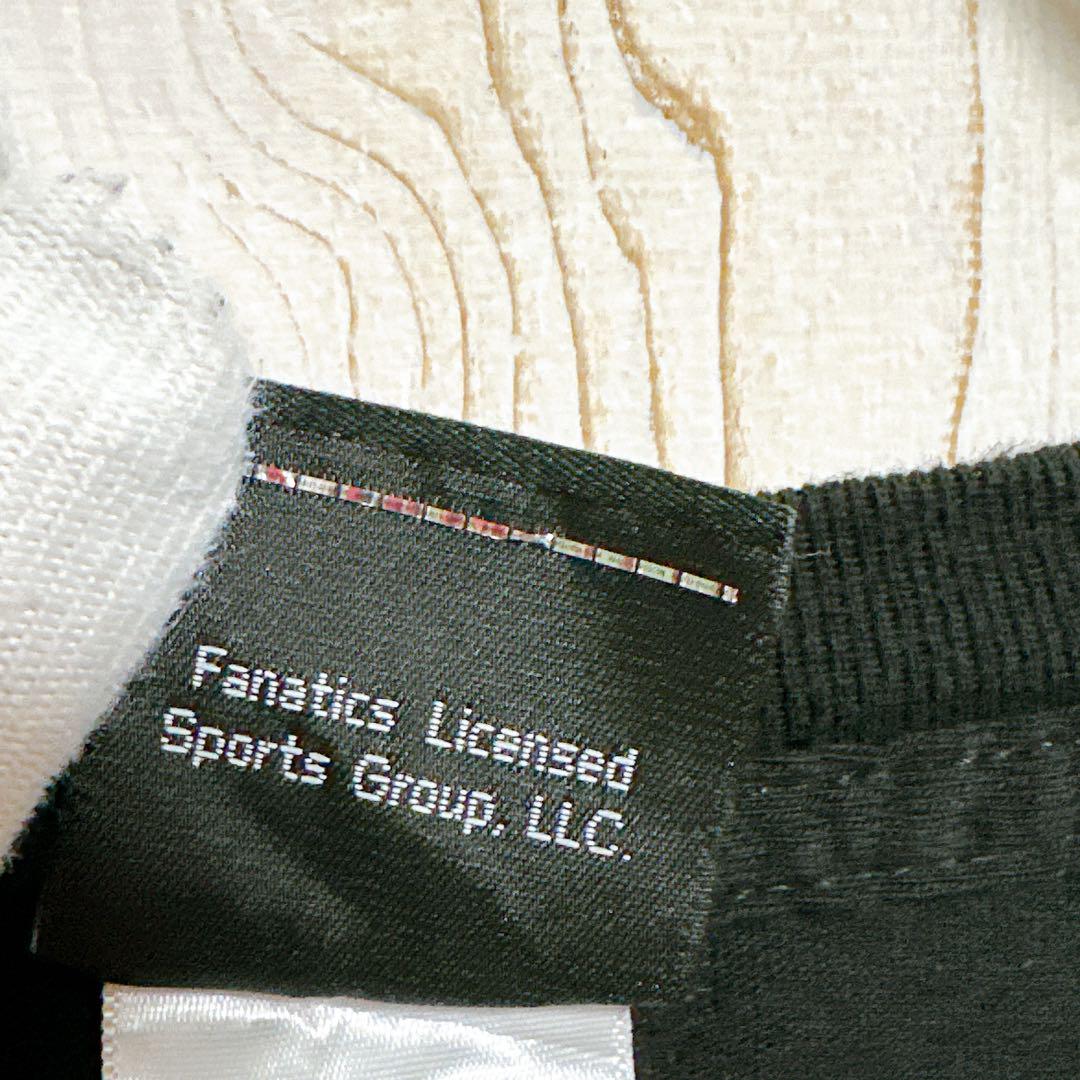 Fanatics Licensed
Sports Group, LLC.